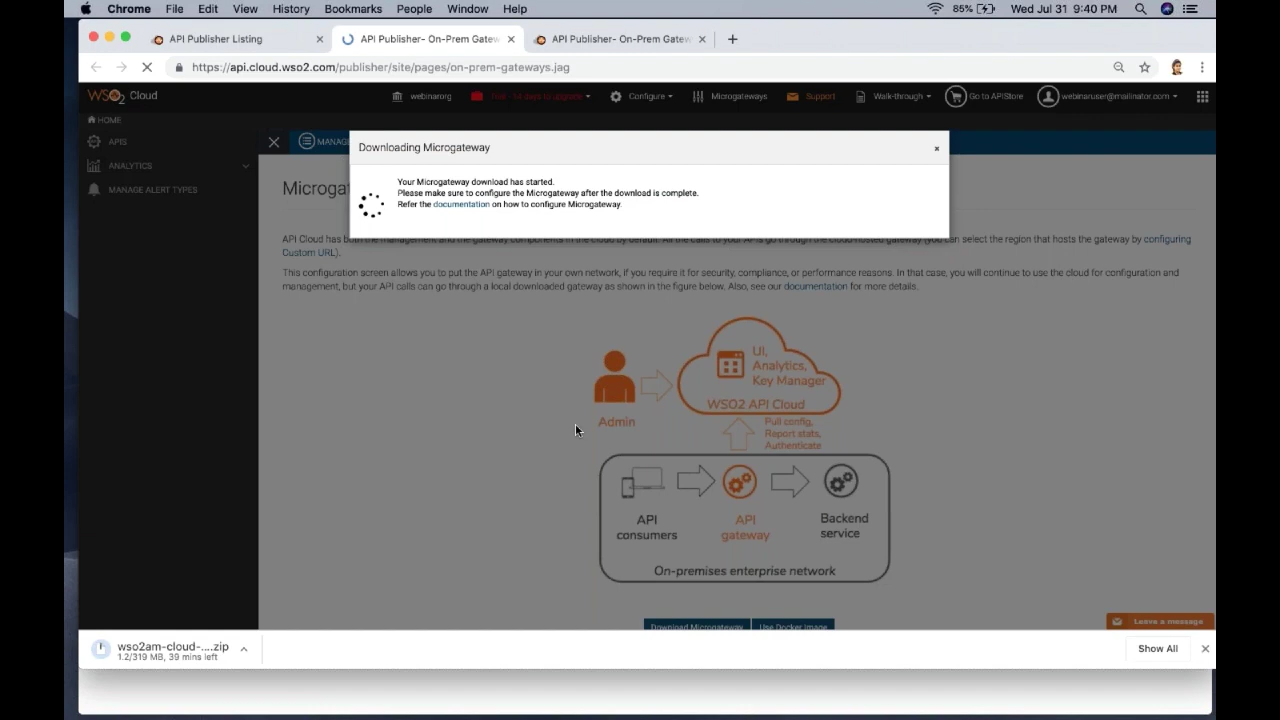 Chrome File Edit View History Bookmarks People Window Help 85% Wed Jul 31 9:40 PM
API Publisher Listing API Publisher- On-Prem Gatew API Publisher- On-Prem Gatew
https://api.cloud.wso2.com/publisher/site/pages/on-prem-gateways.jag
WSO2 Cloud webinarorg Configure Microgateways Support Walk-through Go to APIStore webinaruser@mailinator.com
HOME
APIS
ANALYTICS
MANAGE ALERT TYPES
MANAGE
Downloading Microgateway
Your Microgateway download has started.
Please make sure to configure the Microgateway after the download is complete.
Refer the documentation on how to configure Microgateway.
Microga
API Cloud has both the management and the gateway components in the cloud by default. All the calls to your APIs go through the cloud-hosted gateway (you can select the region that hosts the gateway by configuring
Custom URL).
This configuration screen allows you to put the API gateway in your own network, if you require it for security, compliance, or performance reasons. In that case, you will continue to use the cloud for configuration and
management, but your API calls can go through a local downloaded gateway as shown in the figure below. Also, see our documentation for more details.
UI,
Analytics,
Key Manager
WSO2 API Cloud
Admin
Pull config,
Report stats,
Authenticate
API
consumers
API
gateway
Backend
service
On-premises enterprise network
Download Microgateway Use Docker Image
Leave a message
wso2am-cloud-....zip
1.2/319 MB, 39 mins left
Show All